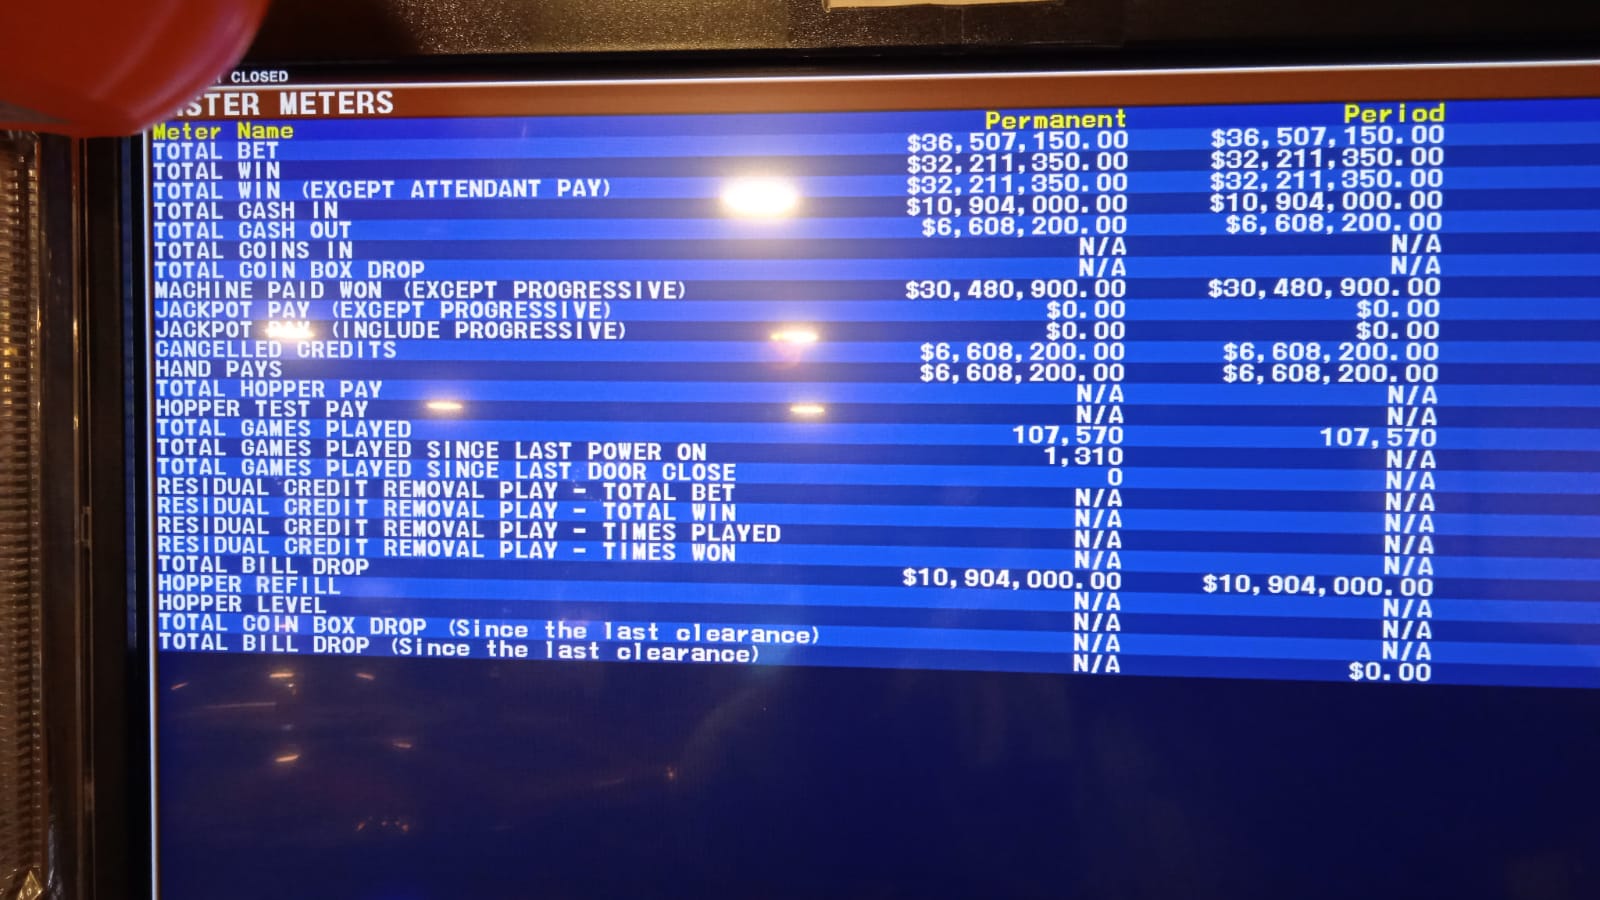 CLOSED
STER METERS
Meter Name Permanent Period
TOTAL BET $36,507,150.00 $36,507,150.00
TOTAL WIN $32,211,350.00 $32,211,350.00
TOTAL WIN (EXCEPT ATTENDANT PAY) $32,211,350.00 $32,211,350.00
TOTAL CASH IN $10,904,000.00 $10,904,000.00
TOTAL CASH OUT $6,608,200.00 $6,608,200.00
TOTAL COINS IN N/A N/A
TOTAL COIN BOX DROP N/A N/A
MACHINE PAID WON (EXCEPT PROGRESSIVE) $30,480,900.00 $30,480,900.00
JACKPOT PAY (EXCEPT PROGRESSIVE) $0.00 $0.00
JACKPOT PAY (INCLUDE PROGRESSIVE) $0.00 $0.00
CANCELLED CREDITS $6,608,200.00 $6,608,200.00
HAND PAYS $6,608,200.00 $6,608,200.00
TOTAL HOPPER PAY N/A N/A
HOPPER TEST PAY N/A N/A
TOTAL GAMES PLAYED 107,570 107,570
TOTAL GAMES PLAYED SINCE LAST POWER ON 1,310 N/A
TOTAL GAMES PLAYED SINCE LAST DOOR CLOSE 0 N/A
RESIDUAL CREDIT REMOVAL PLAY - TOTAL BET N/A N/A
RESIDUAL CREDIT REMOVAL PLAY - TOTAL WIN N/A N/A
RESIDUAL CREDIT REMOVAL PLAY - TIMES PLAYED N/A N/A
RESIDUAL CREDIT REMOVAL PLAY - TIMES WON N/A N/A
TOTAL BILL DROP $10,904,000.00 $10,904,000.00
HOPPER REFILL N/A N/A
HOPPER LEVEL N/A N/A
TOTAL COIN BOX DROP (Since the last clearance) N/A N/A
TOTAL BILL DROP (Since the last clearance) N/A $0.00